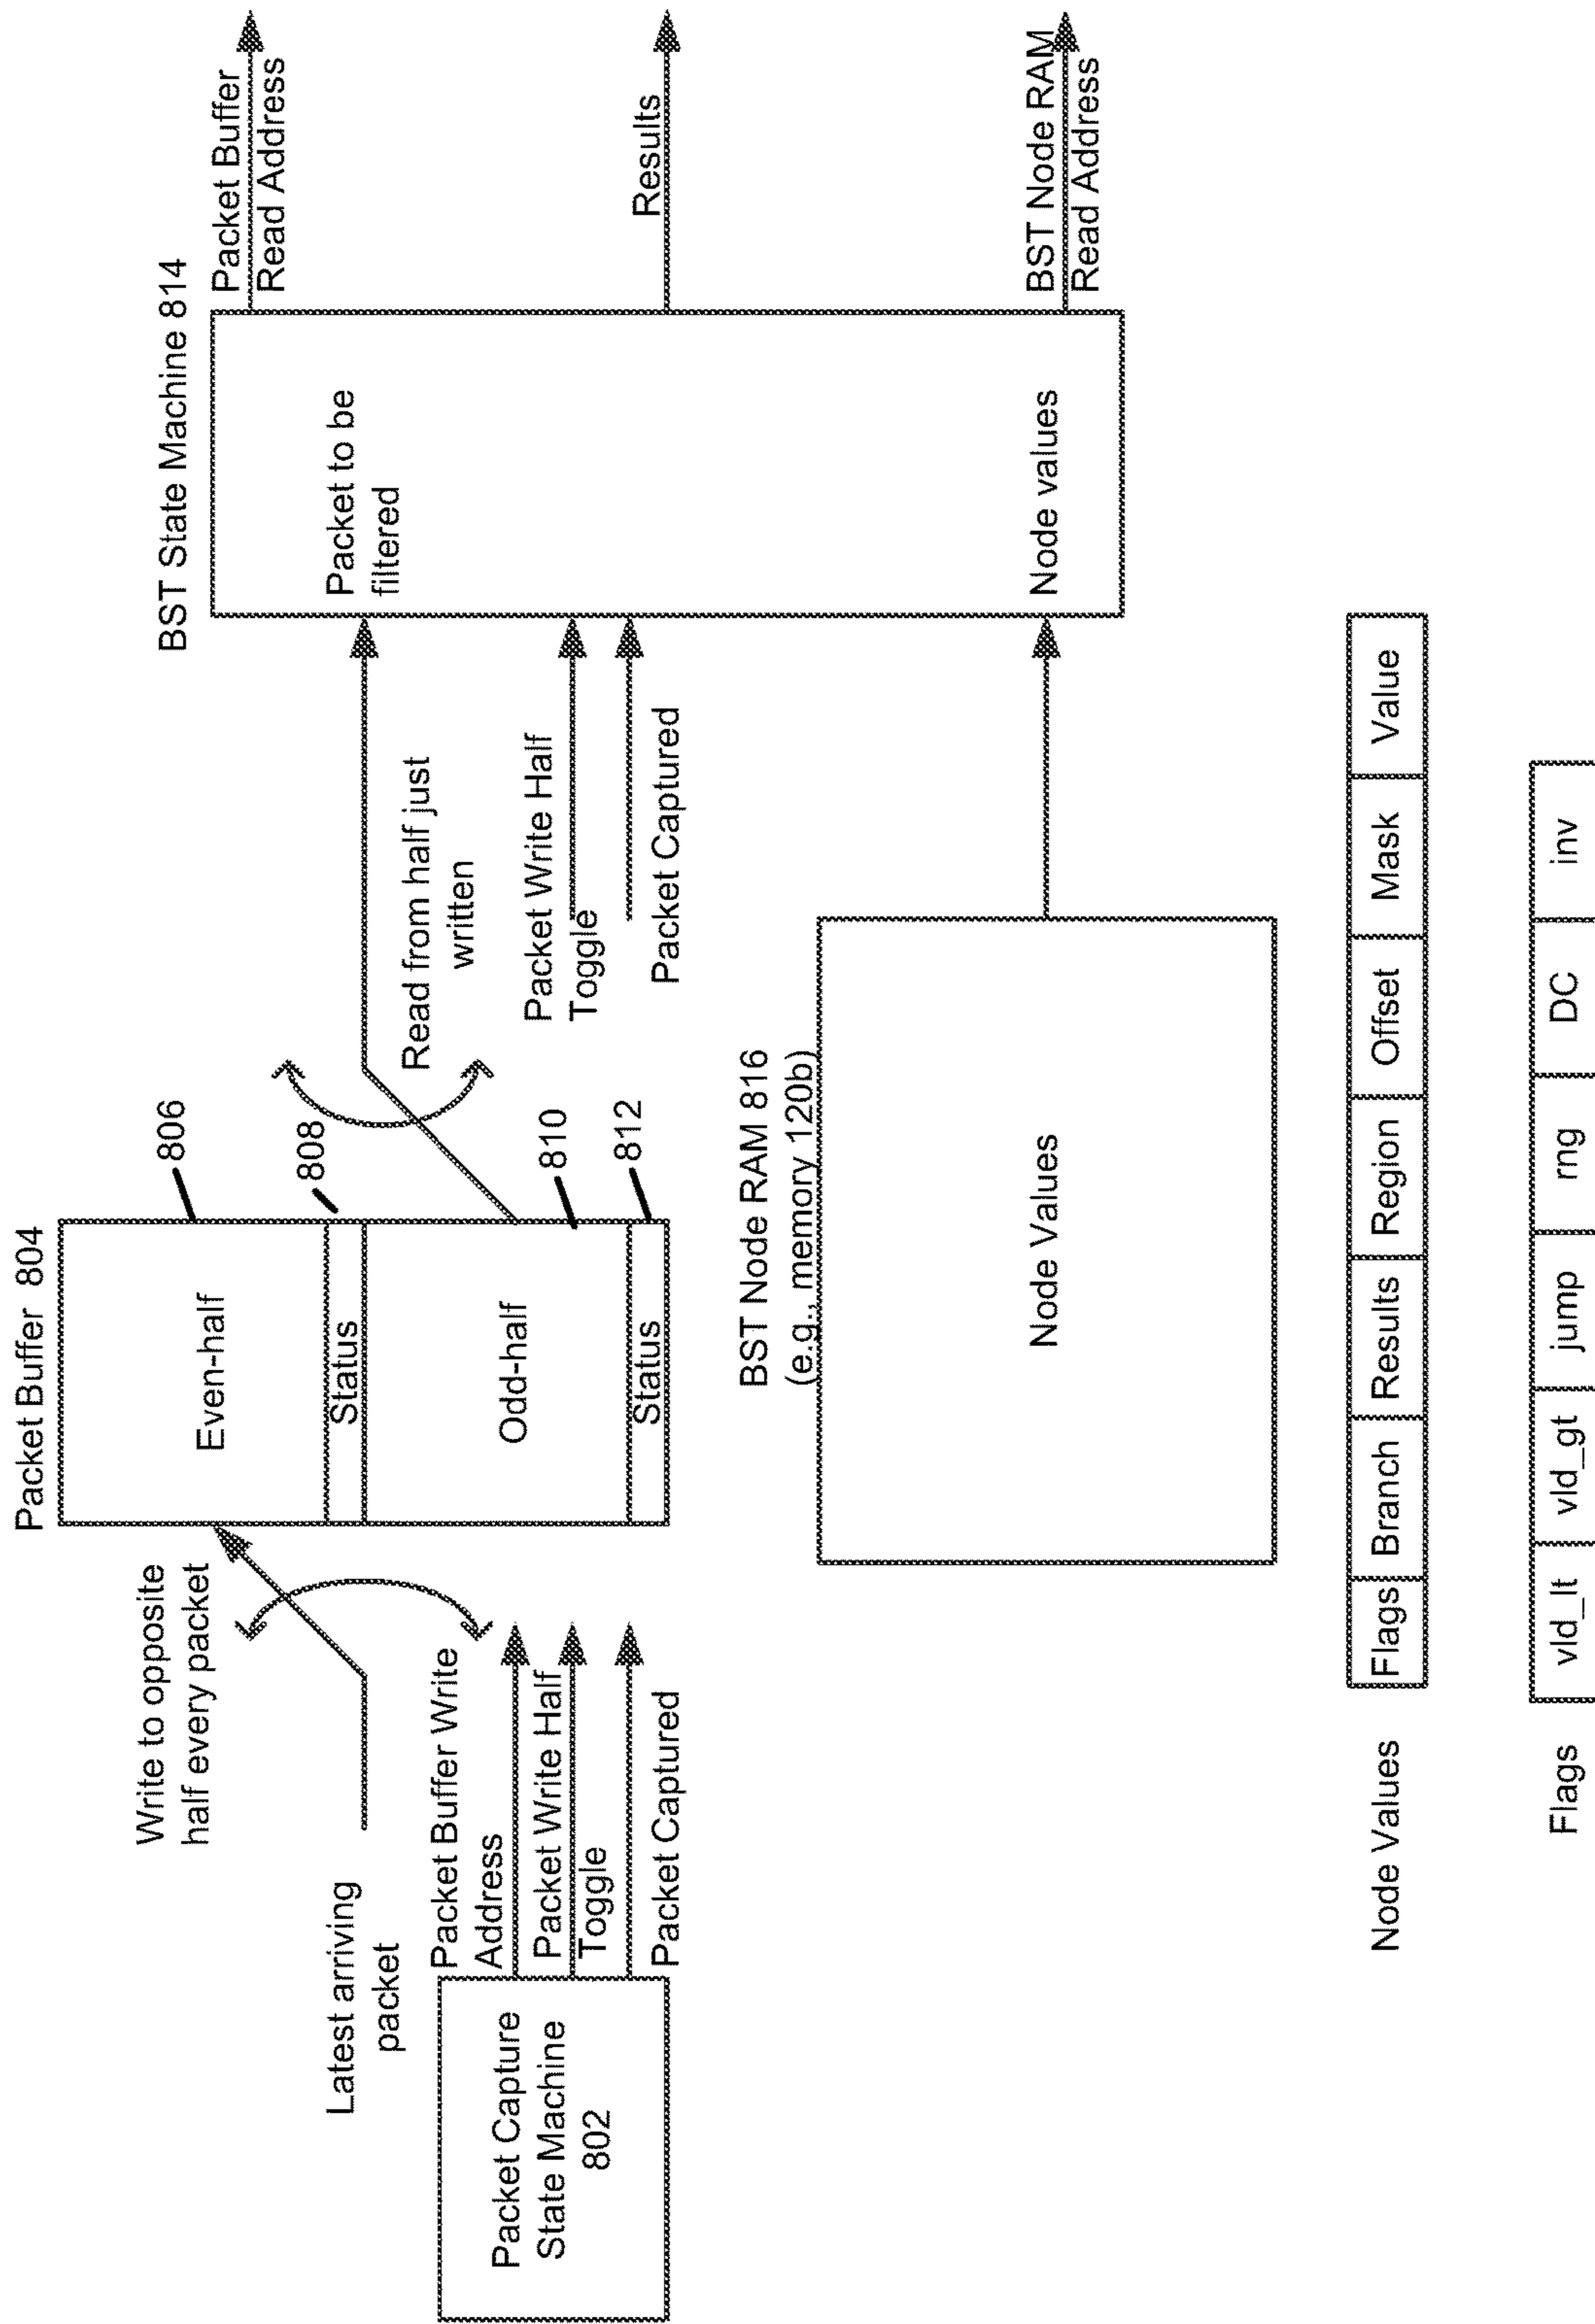 Packet Buffer 804
806
808
810
812
Even-half
Status
Odd-half
Status
Write to opposite
half every packet
Latest arriving
packet
Packet Capture
State Machine
802
Packet Buffer Write
Address
Packet Write Half
Toggle
Packet Captured
Read from half just
written
Packet Write Half
Toggle
Packet Captured
BST State Machine 814
Packet to be
filtered
Node values
Packet Buffer
Read Address
Results
BST Node RAM
Read Address
BST Node RAM 816
(e.g., memory 120b)
Node Values
Node Values
Flags
Branch
Results
Region
Offset
Mask
Value
Flags
vld_lt
vld_gt
jump
rng
DC
inv